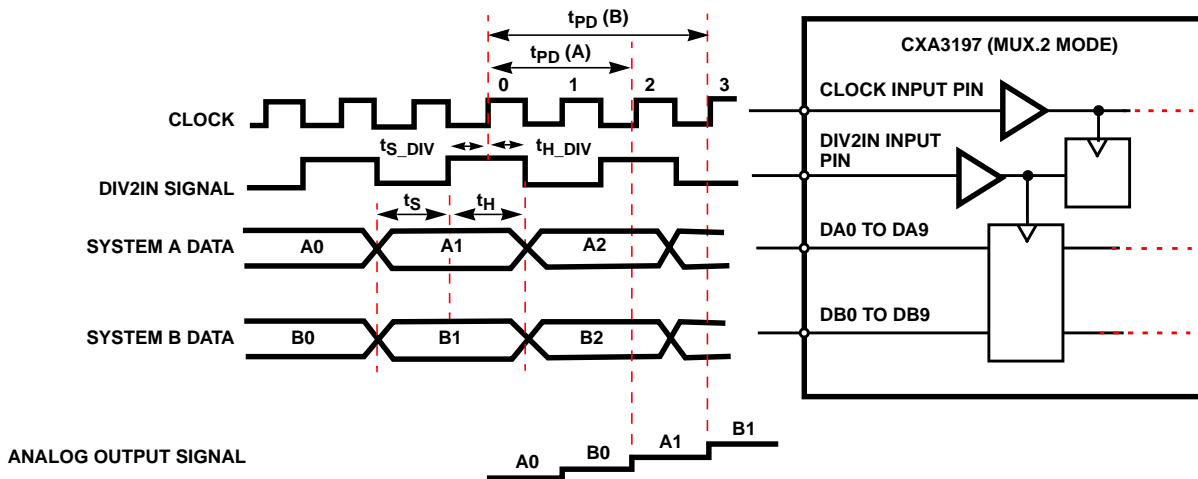 tPD (B)
tPD (A)
0 1 2 3
CLOCK
tS_DIV tH_DIV
DIV2IN SIGNAL
tS tH
SYSTEM A DATA
A0 A1 A2
SYSTEM B DATA
B0 B1 B2
ANALOG OUTPUT SIGNAL
A0 B0 A1 B1
CXA3197 (MUX.2 MODE)
CLOCK INPUT PIN
DIV2IN INPUT
PIN
DA0 TO DA9
DB0 TO DB9